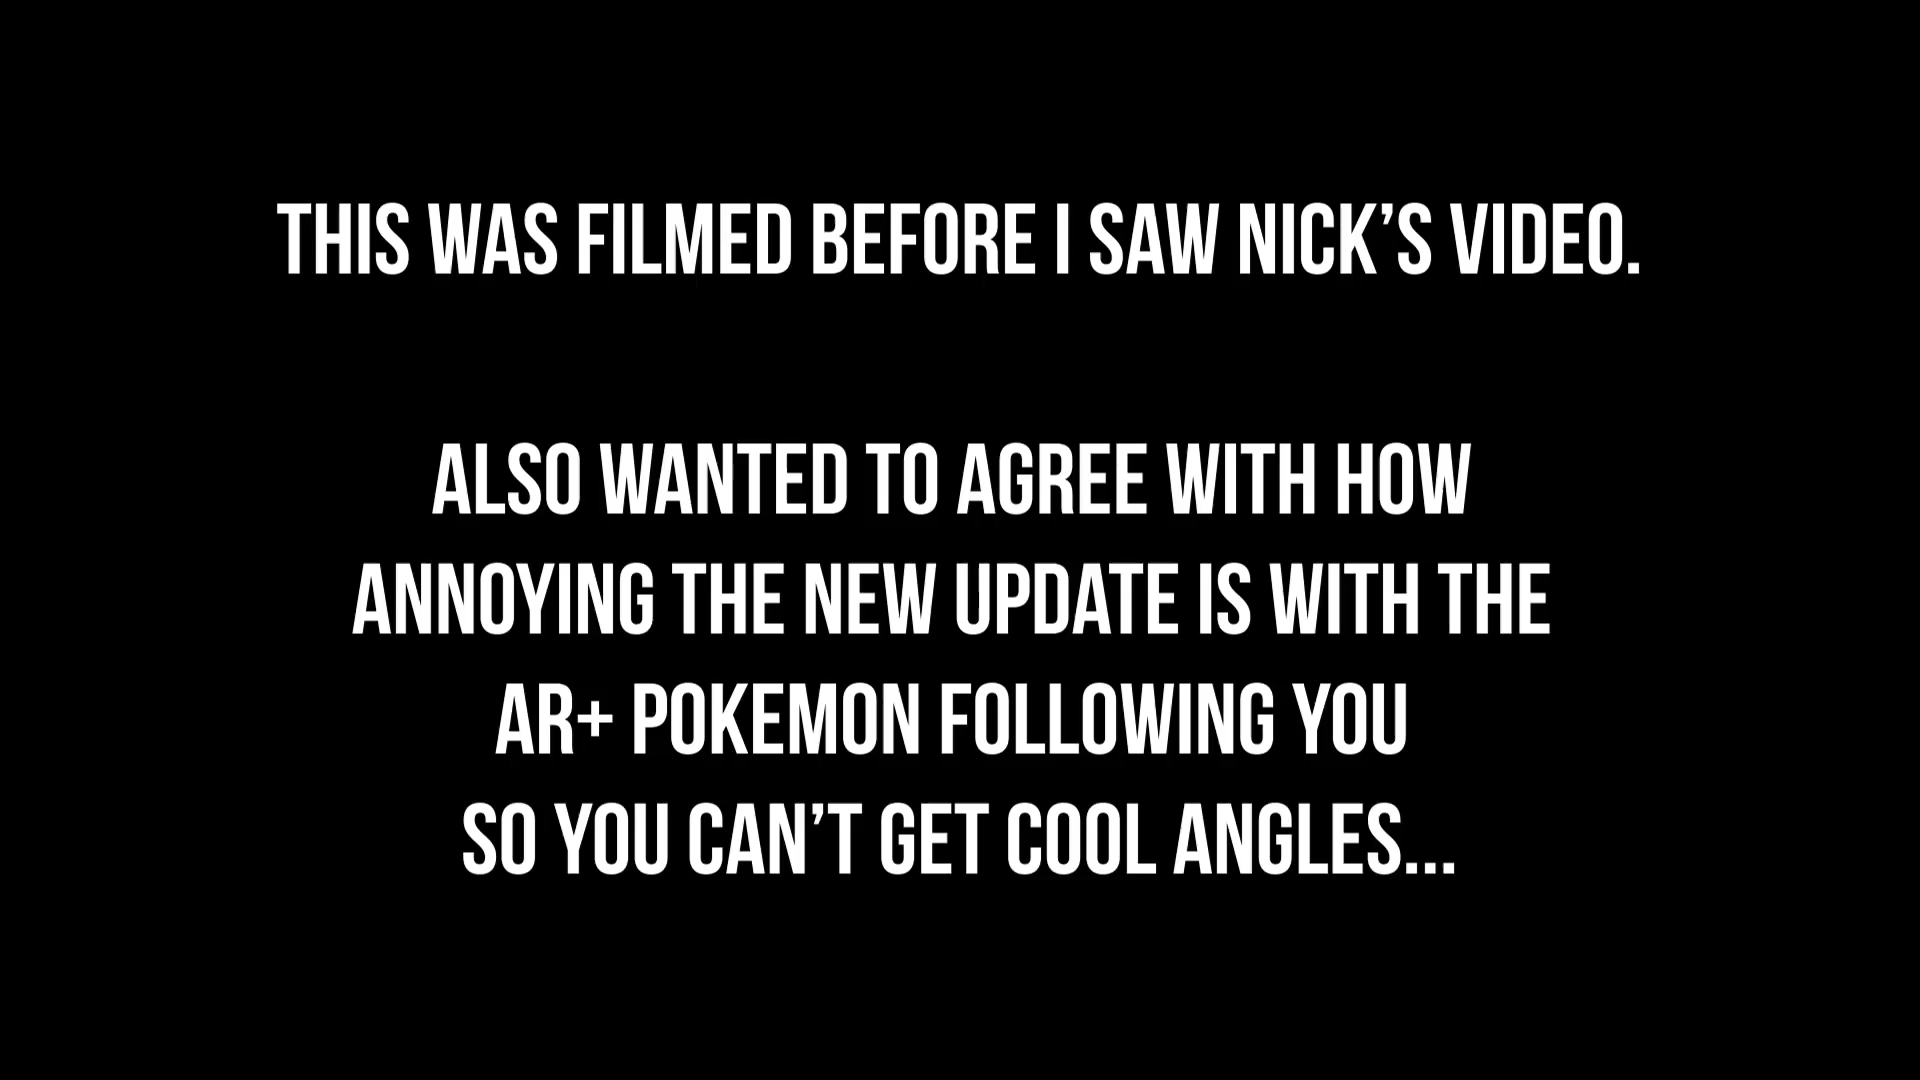 THIS WAS FILMED BEFORE I SAW NICK’S VIDEO.
ALSO WANTED TO AGREE WITH HOW
ANNOYING THE NEW UPDATE IS WITH THE
AR+ POKEMON FOLLOWING YOU
SO YOU CAN’T GET COOL ANGLES...